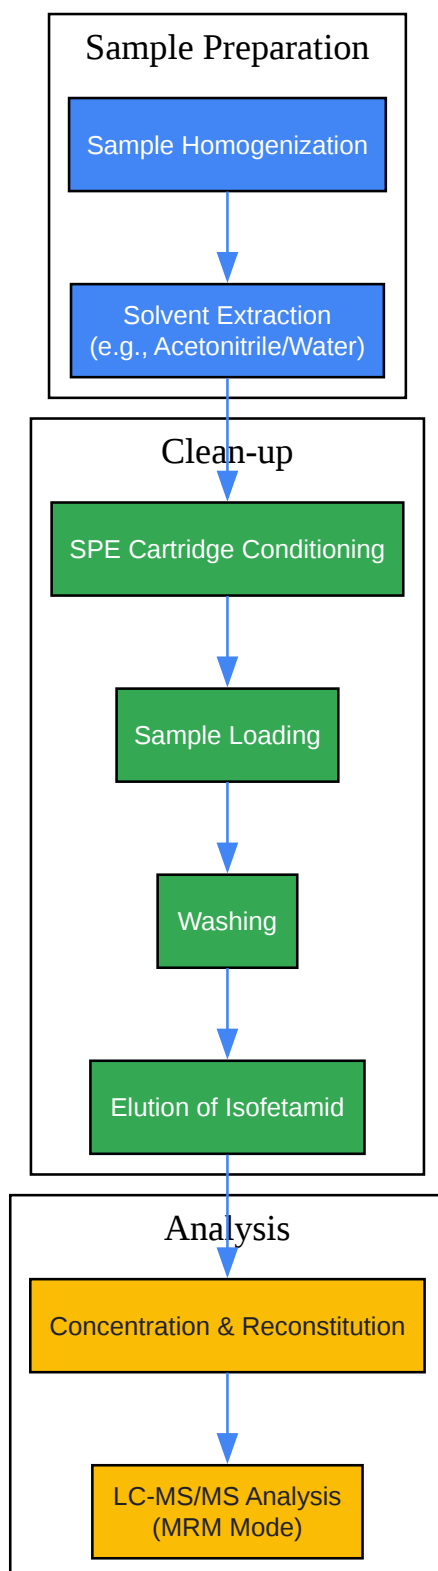 Sample Preparation
Sample Homogenization
Solvent Extraction
(e.g., Acetonitrile/Water)
Clean-up
SPE Cartridge Conditioning
Sample Loading
Washing
Elution of Isofetamid
Analysis
Concentration & Reconstitution
LC-MS/MS Analysis
(MRM Mode)